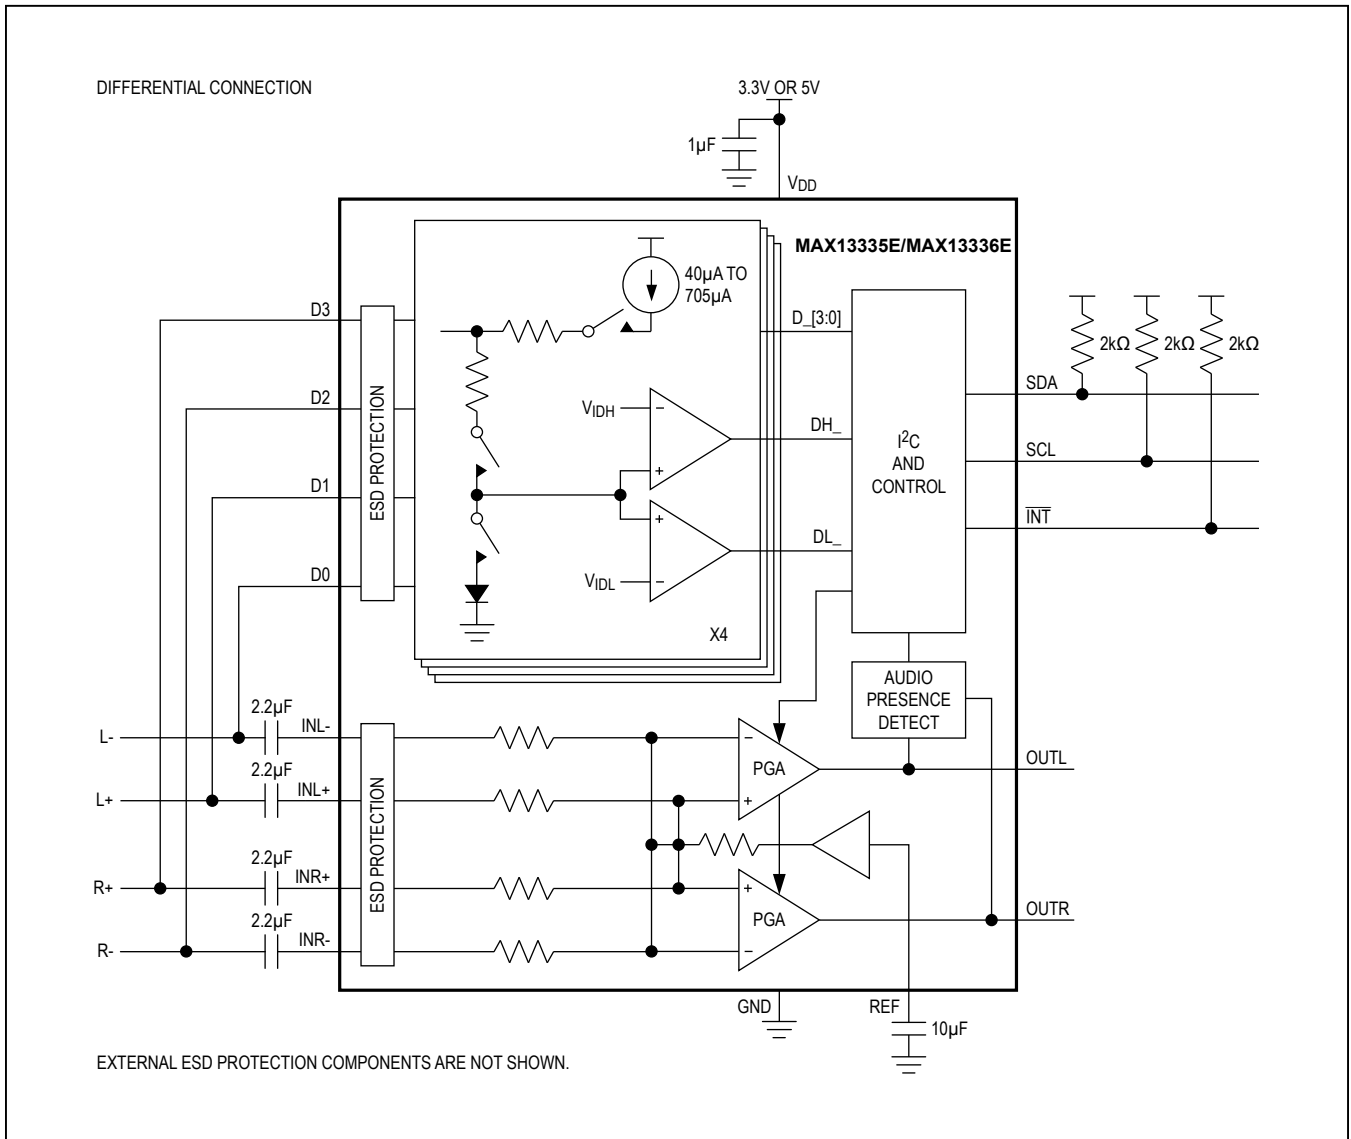 DIFFERENTIAL CONNECTION
3.3V OR 5V
1µF
VDD
MAX13335E/MAX13336E
40µA TO
705µA
D3
D_[3:0]
2kΩ
2kΩ
2kΩ
SDA
D2
VIDH
−
+
DH_
ESD PROTECTION
I²C
AND
CONTROL
SCL
D1
INT
+
−
DL_
VIDL
D0
X4
AUDIO
PRESENCE
DETECT
2.2µF
INL-
L-
−
PGA
+
OUTL
2.2µF
INL+
L+
ESD PROTECTION
2.2µF
INR+
R+
+
PGA
−
OUTR
2.2µF
INR-
R-
GND
REF
10µF
EXTERNAL ESD PROTECTION COMPONENTS ARE NOT SHOWN.